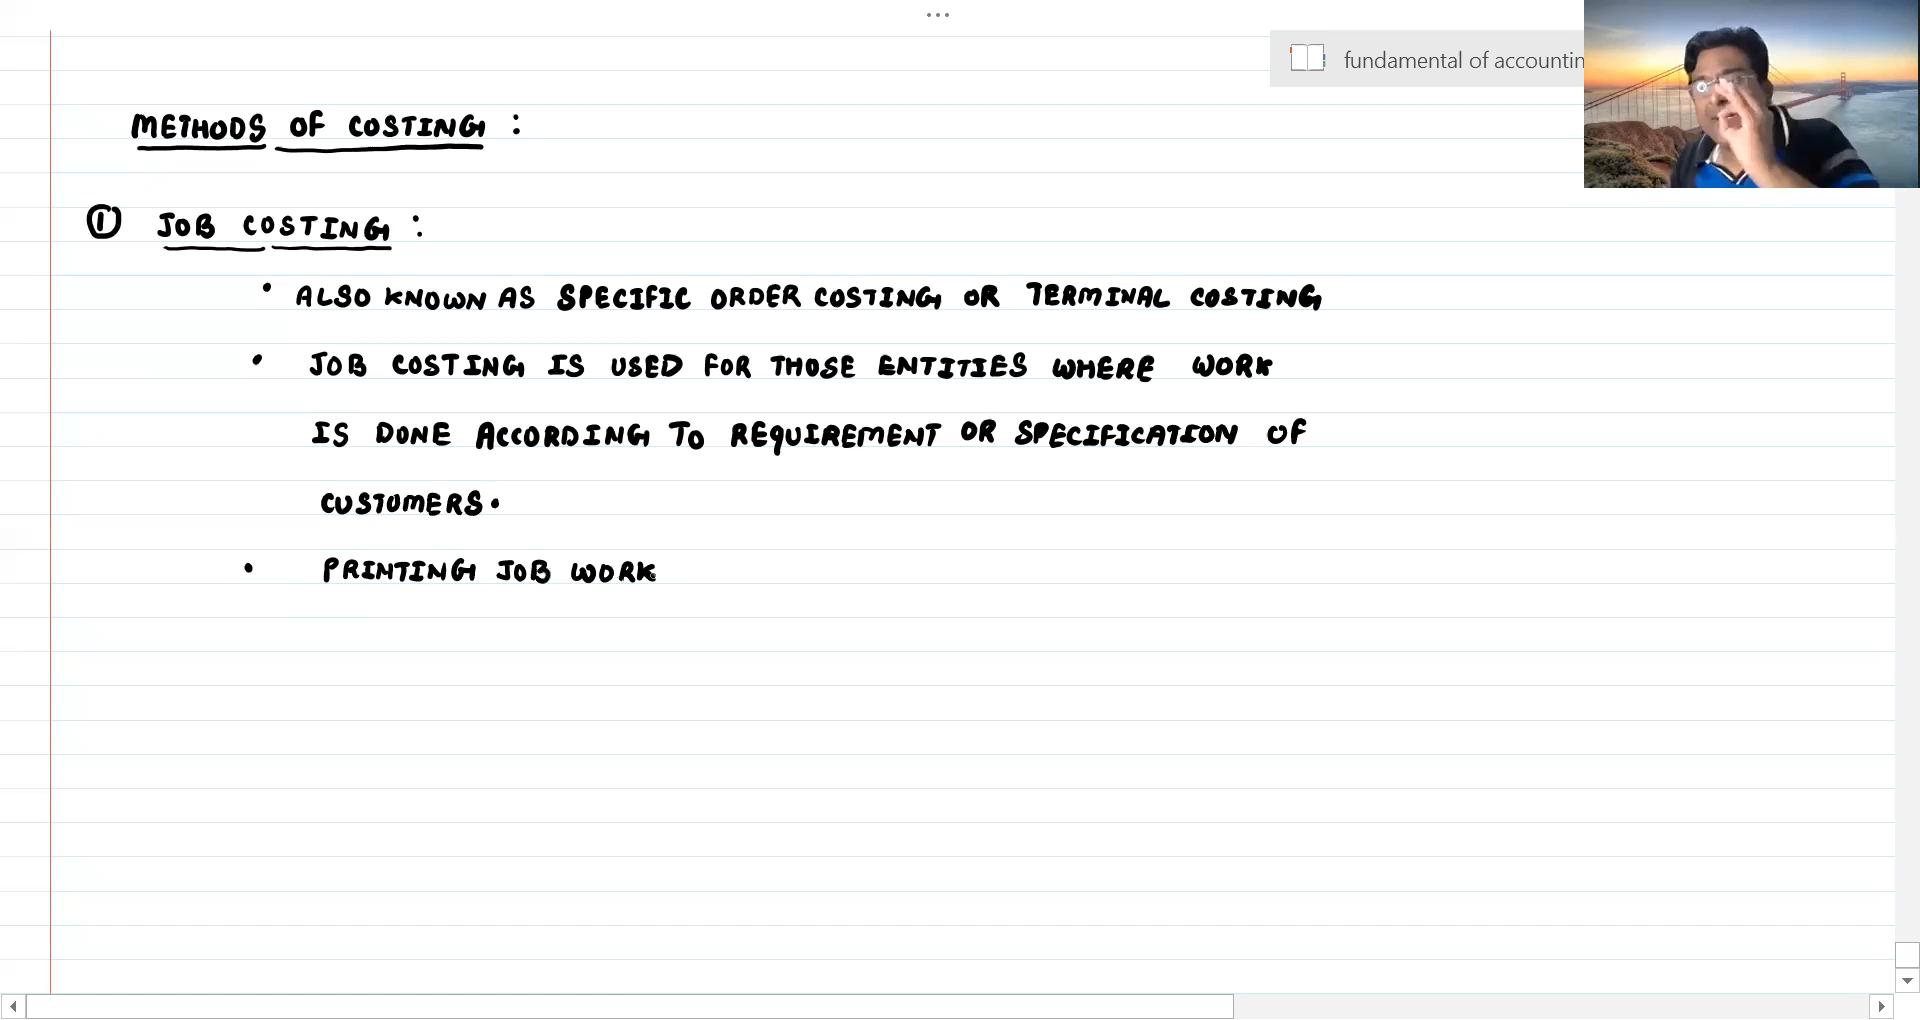 fundamental of accountin
METHODS OF COSTING :
① JOB COSTING :
• ALSO KNOWN AS SPECIFIC ORDER COSTING OR TERMINAL COSTING
• JOB COSTING IS USED FOR THOSE ENTITIES WHERE WORK
IS DONE ACCORDING TO REQUIREMENT OR SPECIFICATION OF
CUSTOMERS.
• PRINTING JOB WORK